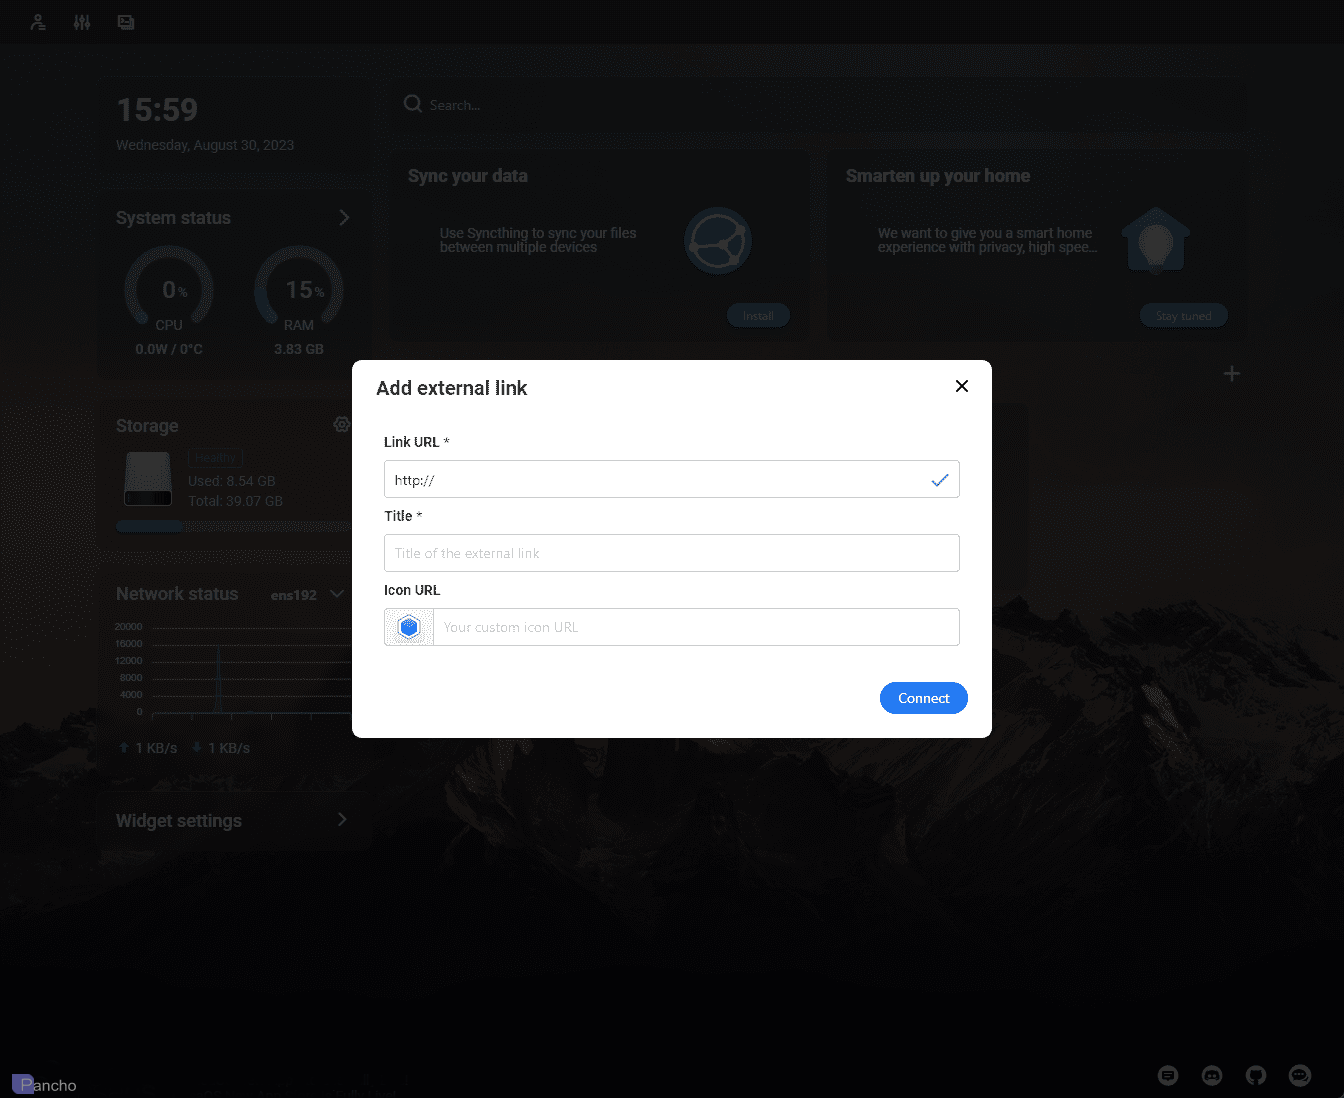 15:59
Wednesday, August 30, 2023
Search...
System status
0%
CPU
0.0W / 0°C
15%
RAM
3.83 GB
Sync your data
Use Syncthing to sync your files
between multiple devices
Install
Smarten up your home
We want to give you a smart home
experience with privacy, high spee...
Stay tuned
Storage
Healthy
Used: 8.54 GB
Total: 39.07 GB
Network status
ens192
20000
16000
12000
8000
4000
0
1 KB/s
1 KB/s
Widget settings
Add external link
Link URL *
http://
Title *
Title of the external link
Icon URL
Your custom icon URL
Connect
Pancho